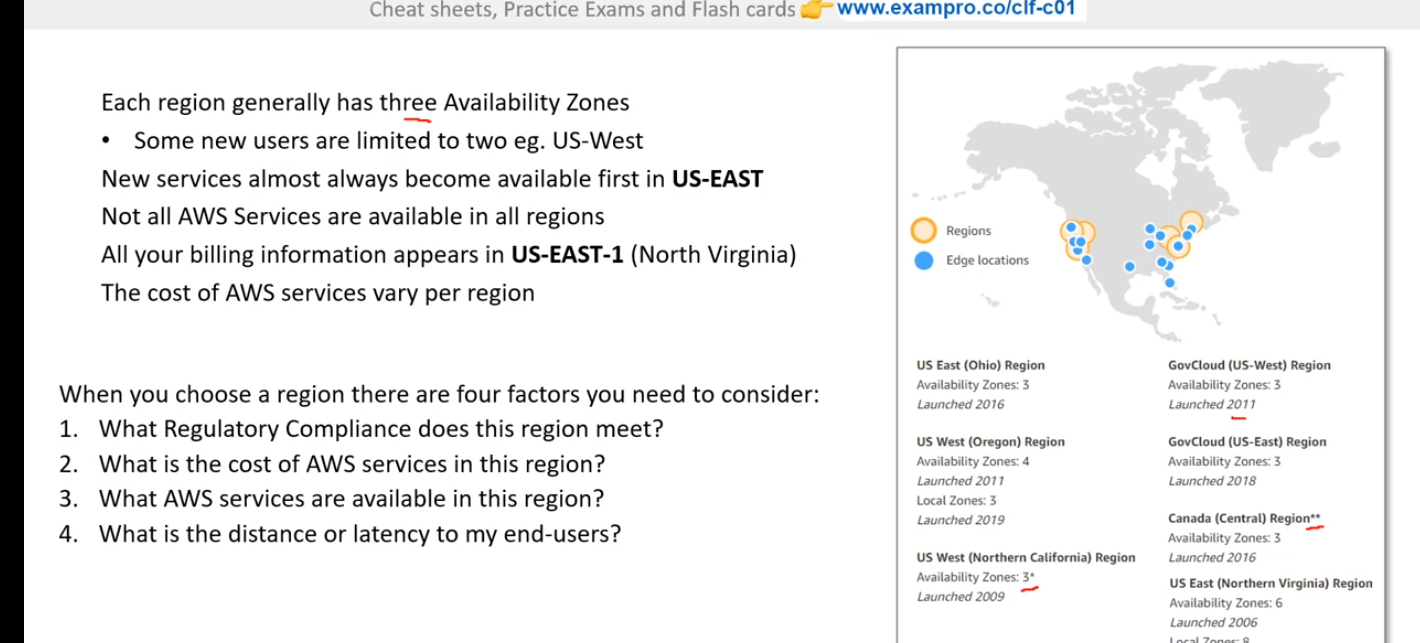 Cheat sheets, Practice Exams and Flash cards 👉 www.exampro.co/clf-c01
Each region generally has three Availability Zones
• Some new users are limited to two eg. US-West
New services almost always become available first in US-EAST
Not all AWS Services are available in all regions
All your billing information appears in US-EAST-1 (North Virginia)
The cost of AWS services vary per region
When you choose a region there are four factors you need to consider:
1. What Regulatory Compliance does this region meet?
2. What is the cost of AWS services in this region?
3. What AWS services are available in this region?
4. What is the distance or latency to my end-users?
Regions
Edge locations
US East (Ohio) Region
Availability Zones: 3
Launched 2016
US West (Oregon) Region
Availability Zones: 4
Launched 2011
Local Zones: 3
Launched 2019
US West (Northern California) Region
Availability Zones: 3*
Launched 2009
GovCloud (US-West) Region
Availability Zones: 3
Launched 2011
GovCloud (US-East) Region
Availability Zones: 3
Launched 2018
Canada (Central) Region**
Availability Zones: 3
Launched 2016
US East (Northern Virginia) Region
Availability Zones: 6
Launched 2006
Local Zones: 8